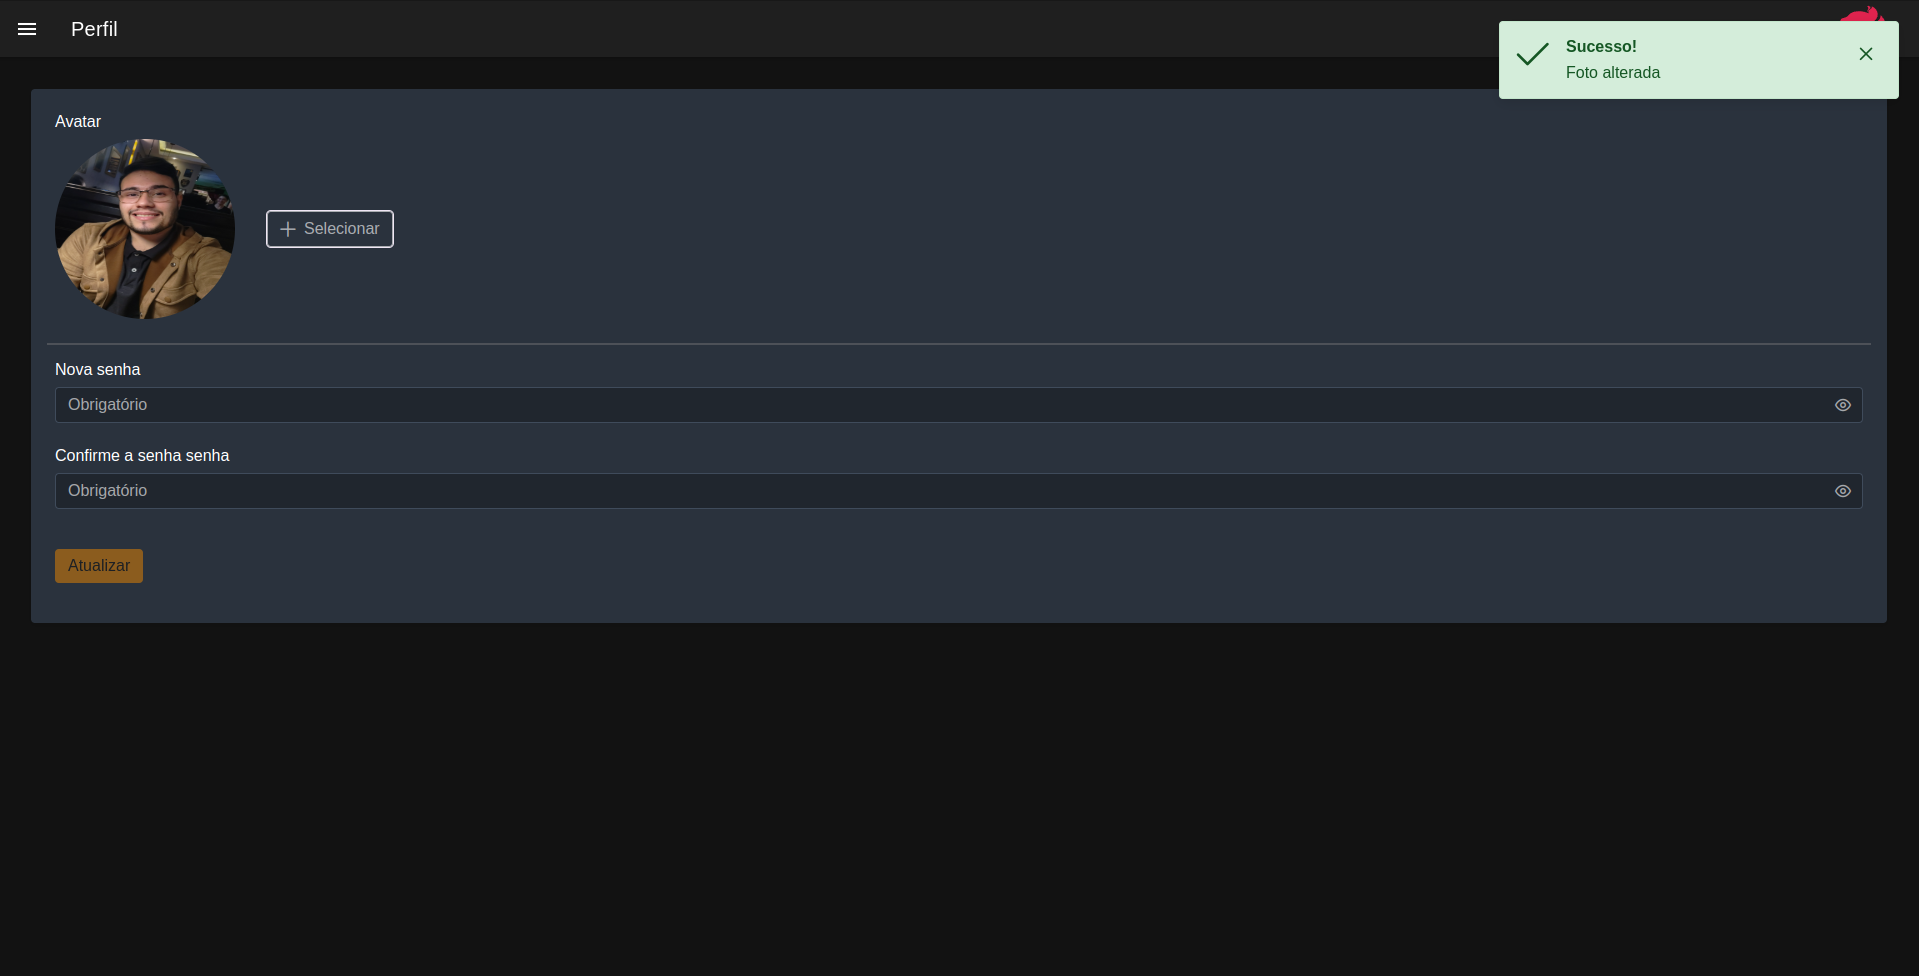 Perfil
Sucesso!
Foto alterada
Avatar
Selecionar
Nova senha
Obrigatório
Confirme a senha senha
Obrigatório
Atualizar